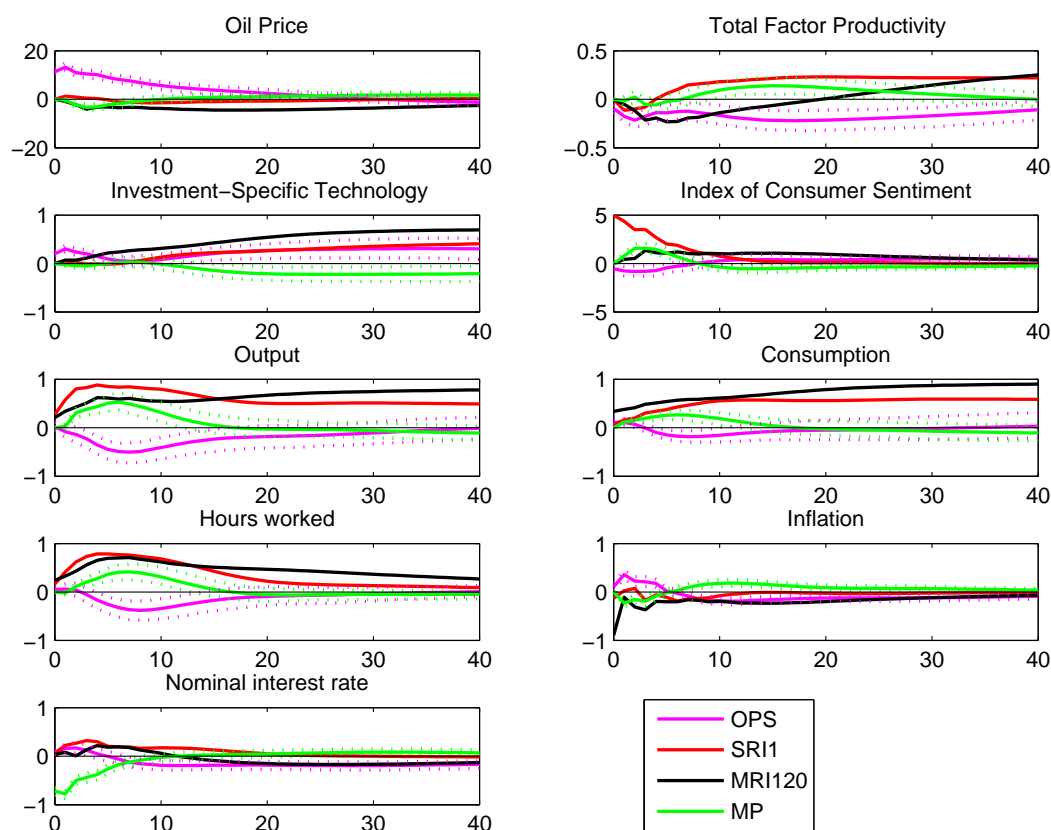 Oil Price
20
0
−20
0 10 20 30 40
Total Factor Productivity
0.5
0
−0.5
0 10 20 30 40
Investment−Specific Technology
1
0
−1
0 10 20 30 40
Index of Consumer Sentiment
5
0
−5
0 10 20 30 40
Output
1
0
−1
0 10 20 30 40
Consumption
1
0
−1
0 10 20 30 40
Hours worked
1
0
−1
0 10 20 30 40
Inflation
1
0
−1
0 10 20 30 40
Nominal interest rate
1
0
−1
0 10 20 30 40
OPS
SRI1
MRI120
MP